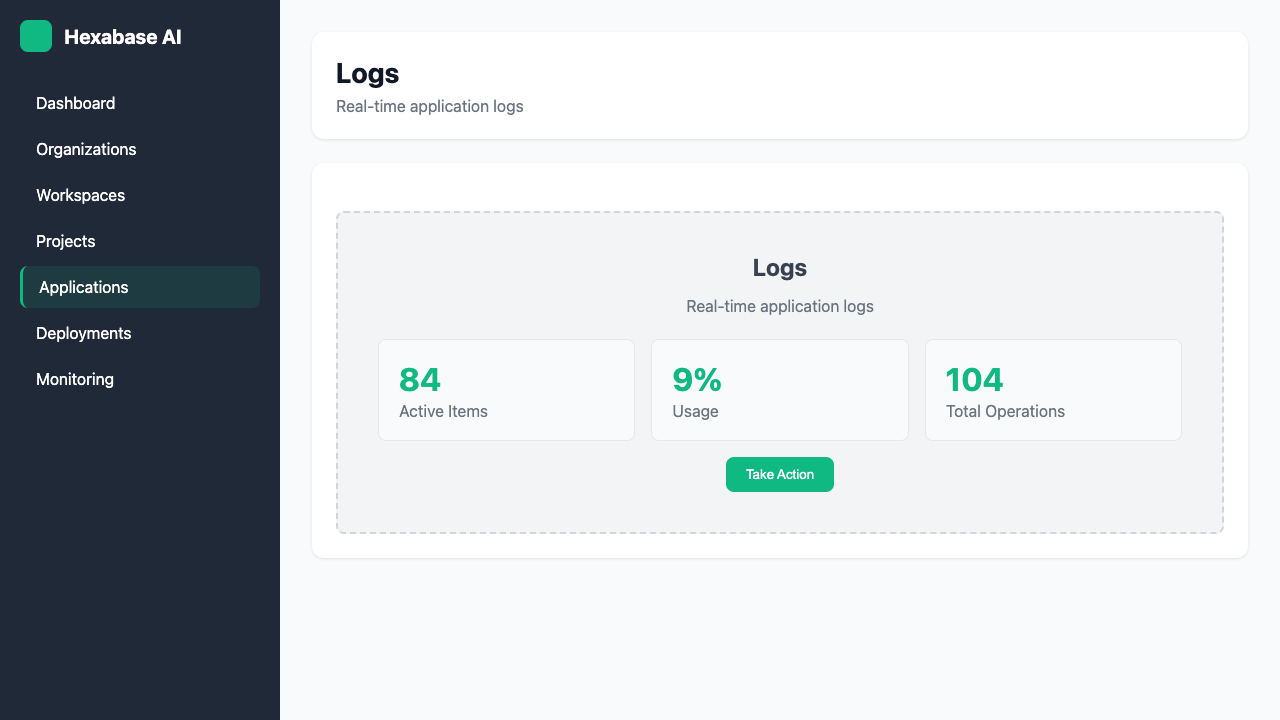 Hexabase AI
Dashboard
Organizations
Workspaces
Projects
Applications
Deployments
Monitoring
Logs
Real-time application logs
Logs
Real-time application logs
84
Active Items
9%
Usage
104
Total Operations
Take Action